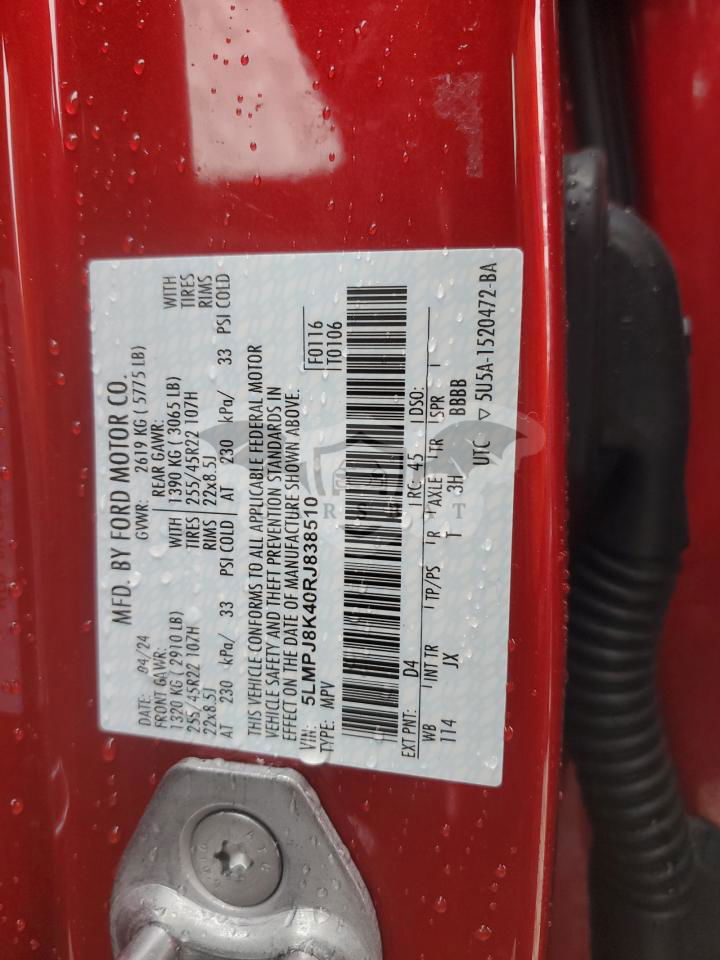 MFD. BY FORD MOTOR CO.
DATE: 04/24 GVWR: 2619 KG ( 5775 LB)
FRONT GAWR: REAR GAWR: WITH
1320 KG ( 2910 LB) WITH 1390 KG ( 3065 LB) TIRES
255/45R22 107H TIRES 255/45R22 107H RIMS
22x8.5J RIMS 22x8.5J
AT 230 kPa/ 33 PSI COLD AT 230 kPa/ 33 PSI COLD
THIS VEHICLE CONFORMS TO ALL APPLICABLE FEDERAL MOTOR
VEHICLE SAFETY AND THEFT PREVENTION STANDARDS IN
EFFECT ON THE DATE OF MANUFACTURE SHOWN ABOVE.
VIN: 5LMPJ8K40RJ838510 F0116
TYPE: MPV T0106
EXT PNT: D4 RC: 45 DSO:
WB INT TR TP/PS R AXLE TR SPR
114 JX T 3H BBBB
UTC ▽ 5U5A-1520472-BA